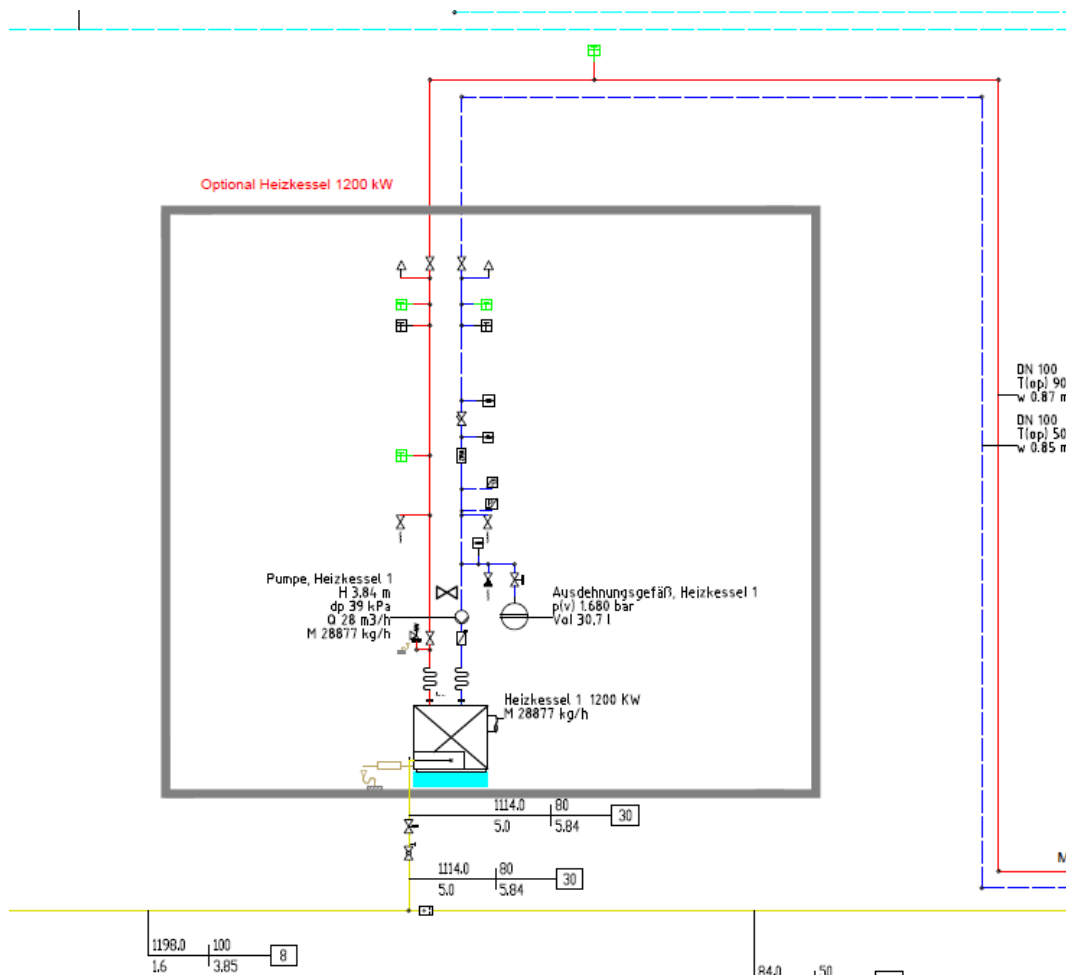 Optional Heizkessel 1200 kW
DN 100
T(op) 90
w 0.87 m
DN 100
T(op) 50
w 0.85 m
Pumpe, Heizkessel 1
H 3,84 m
dp 39 kPa
Q 28 m3/h
M 28877 kg/h
Ausdehnungsgefäß, Heizkessel 1
p(v) 1.680 bar
Vol 30,7 l
Heizkessel 1 1200 KW
M 28877 kg/h
1114.0 80
5.0 5.84
30
M
1114.0 80
5.0 5.84
30
1198.0 100
1.6 3.85
8
84.0 50